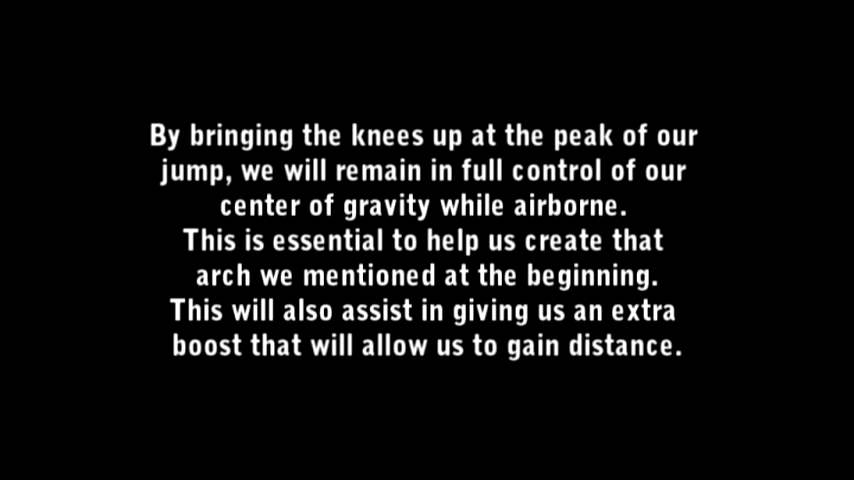 By bringing the knees up at the peak of our
jump, we will remain in full control of our
center of gravity while airborne.
This is essential to help us create that
arch we mentioned at the beginning.
This will also assist in giving us an extra
boost that will allow us to gain distance.